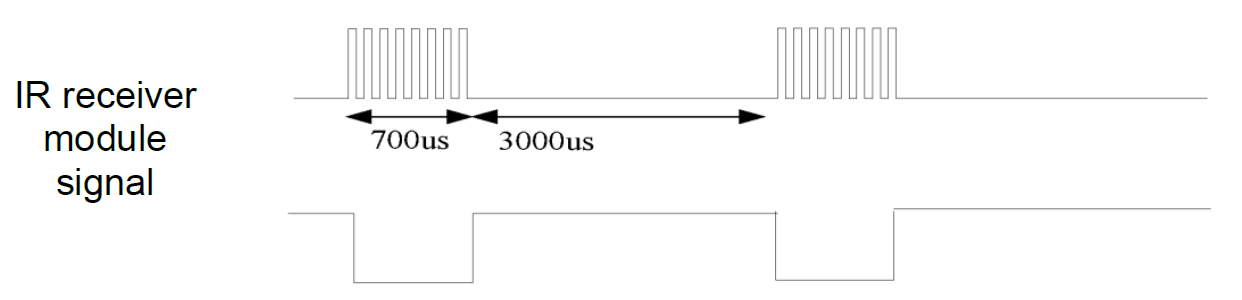 IR receiver
module
signal
700us
3000us